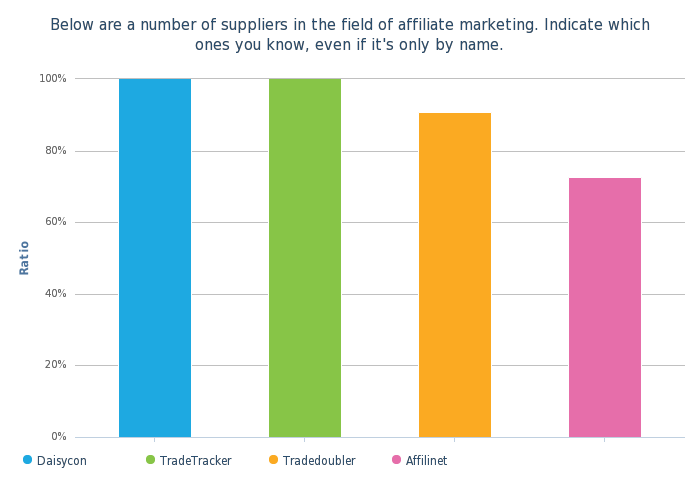 Below are a number of suppliers in the field of affiliate marketing. Indicate which
ones you know, even if it's only by name.
100%
80%
60%
40%
20%
0%
Ratio
Daisycon
TradeTracker
Tradedoubler
Affilinet